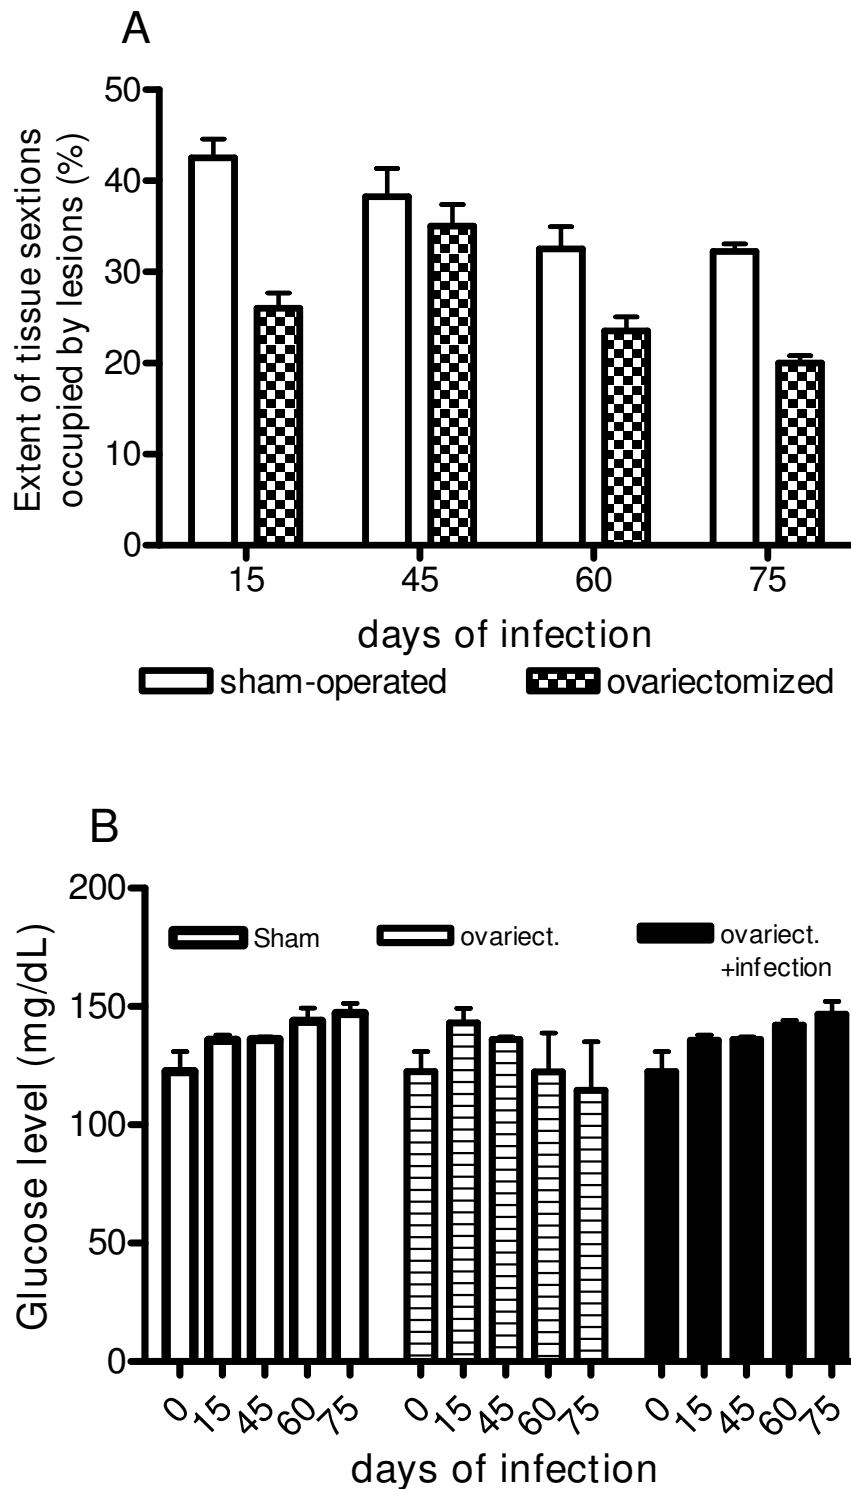 A
50
40
30
20
10
0
Extent of tissue sextions
occupied by lesions (%)
15 45 60 75
days of infection
sham-operated ovariectomized
B
200
150
100
50
0
Glucose level (mg/dL)
Sham ovariect. ovariect.
+infection
0 15 45 60 75 0 15 45 60 75 0 15 45 60 75
days of infection